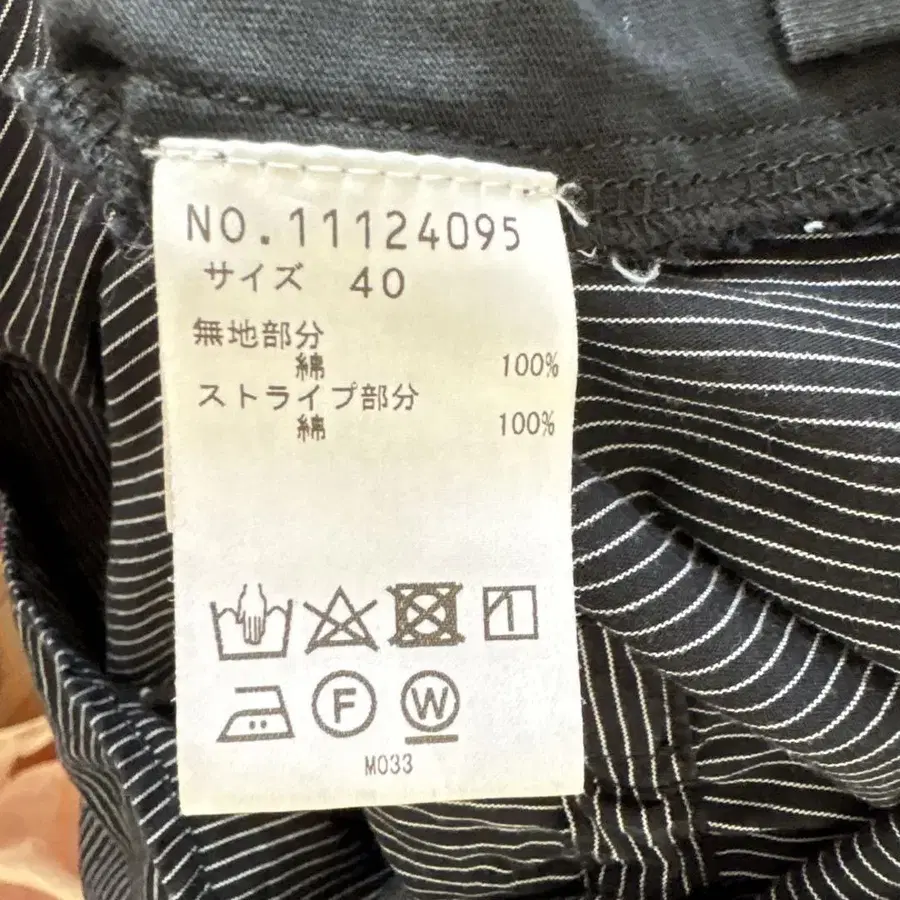 NO.11124095
サイズ 40
無地部分
綿 100%
ストライプ部分
綿 100%
F W
M033